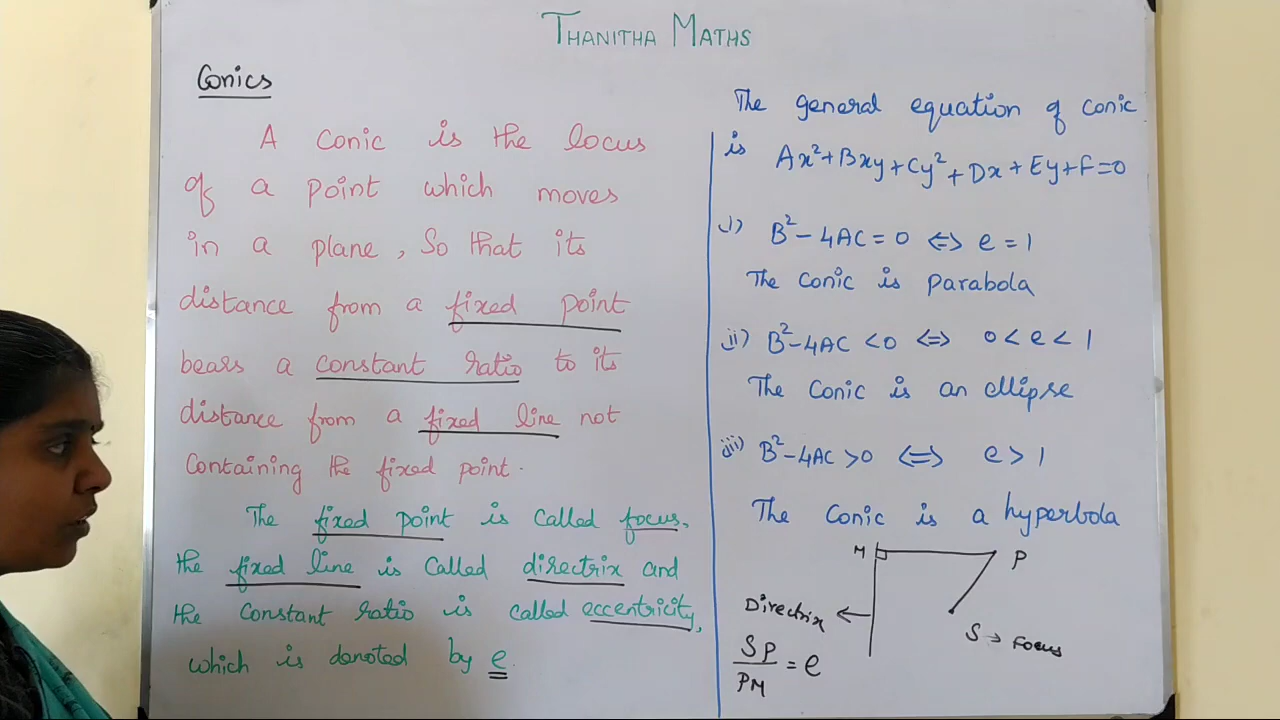 THANITHA MATHS
Conics
A conic is the locus
of a point which moves
in a plane, So that its
distance from a fixed point
bears a constant ratio to its
distance from a fixed line not
containing the fixed point.
The fixed point is called focus,
the fixed line is called directrix and
the constant ratio is called eccentricity,
which is denoted by e.
The general equation of conic
is Ax²+Bxy+Cy²+Dx+Ey+F=0
i) B²-4AC=0 ⇔ e=1
The conic is parabola
ii) B²-4AC<0 ⇔ 0<e<1
The Conic is an ellipse
iii) B²-4AC>0 ⇔ e>1
The conic is a hyperbola
M P
Directrix ←
S → Focus
SP/PM = e